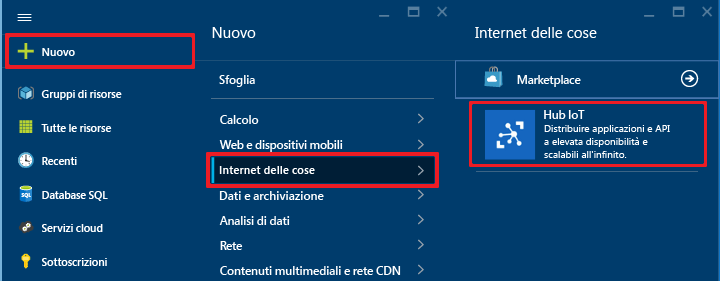 Nuovo
Gruppi di risorse
Tutte le risorse
Recenti
Database SQL
Servizi cloud
Sottoscrizioni
Nuovo
Sfoglia
Calcolo
Web e dispositivi mobili
Internet delle cose
Dati e archiviazione
Analisi di dati
Rete
Contenuti multimediali e rete CDN
Internet delle cose
Marketplace
Hub IoT
Distribuire applicazioni e API
a elevata disponibilità e
scalabili all'infinito.